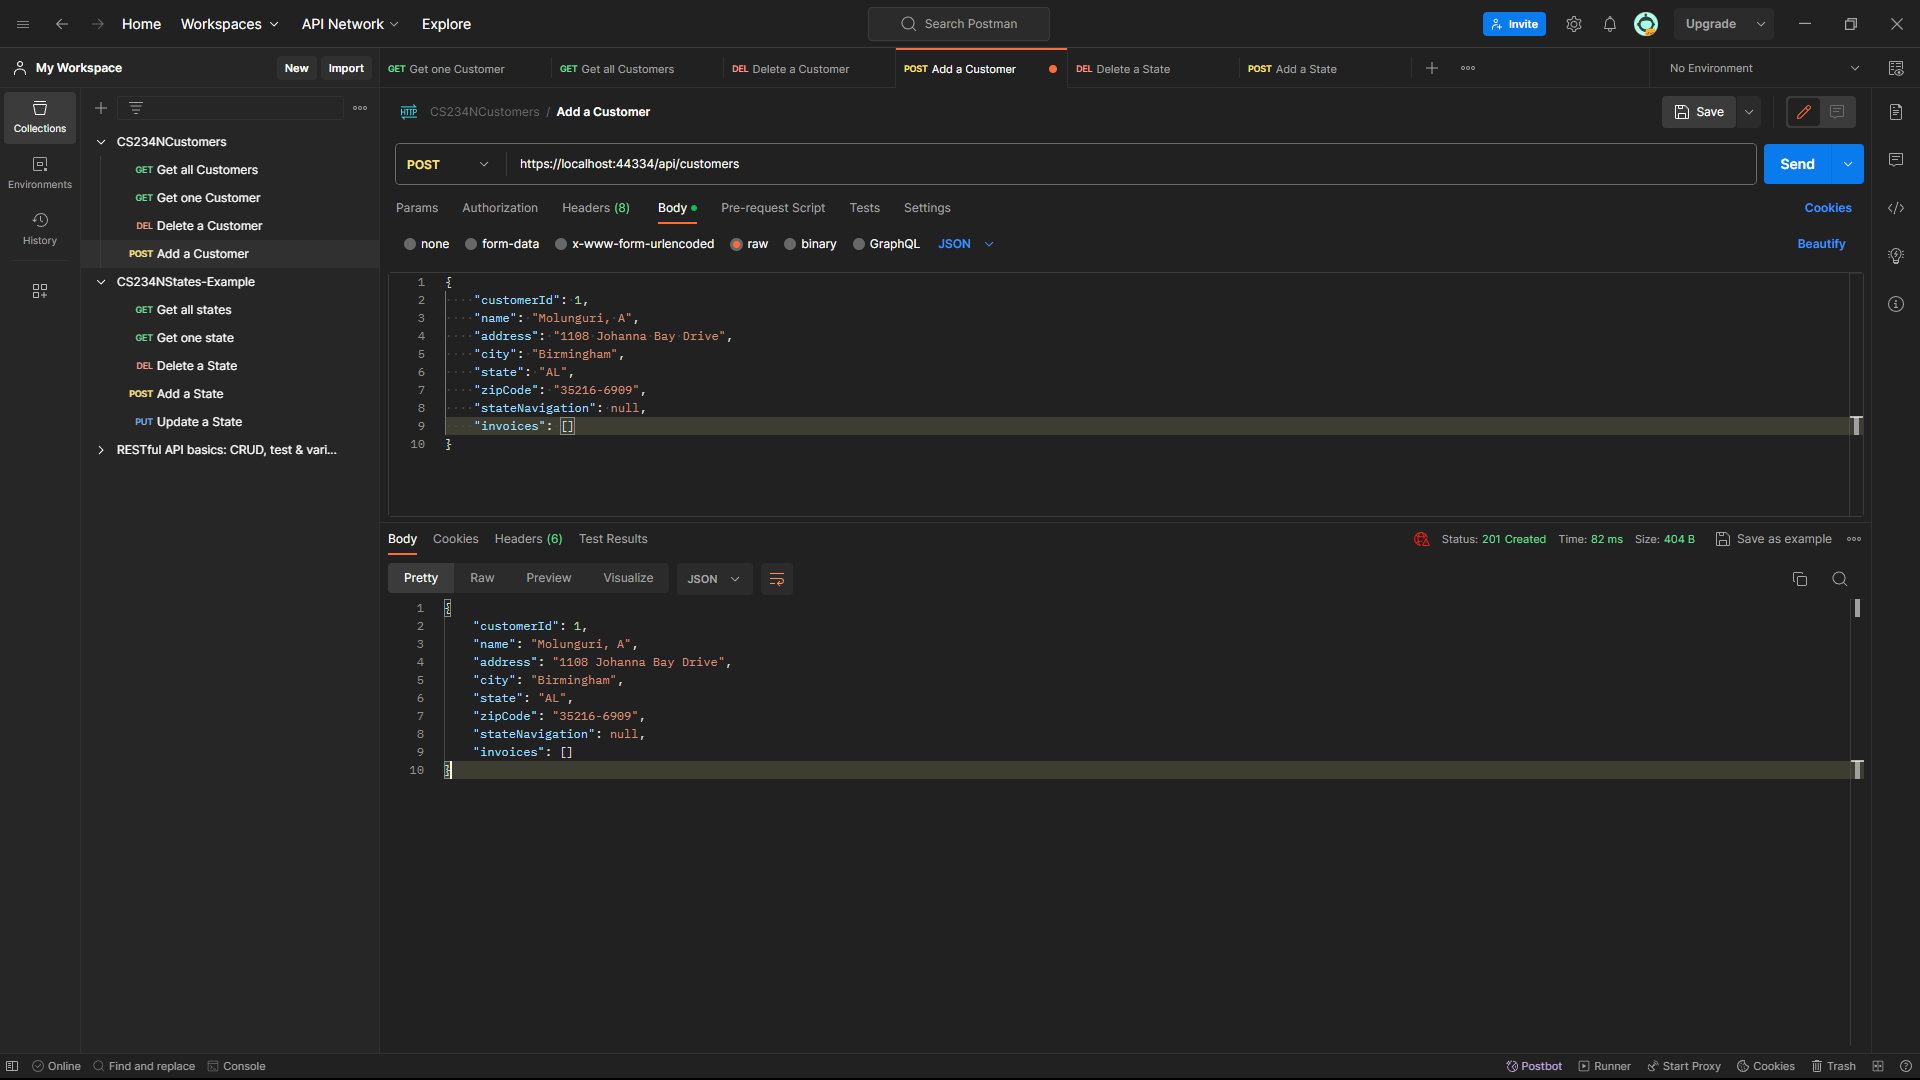 Home Workspaces API Network Explore Search Postman Invite Upgrade
My Workspace New Import GET Get one Customer GET Get all Customers DEL Delete a Customer POST Add a Customer DEL Delete a State POST Add a State No Environment
Collections
Environments
History
CS234NCustomers
GET Get all Customers
GET Get one Customer
DEL Delete a Customer
POST Add a Customer
CS234NStates-Example
GET Get all states
GET Get one state
DEL Delete a State
POST Add a State
PUT Update a State
RESTful API basics: CRUD, test & vari...
HTTP CS234NCustomers / Add a Customer Save
POST https://localhost:44334/api/customers Send
Params Authorization Headers (8) Body Pre-request Script Tests Settings Cookies
none form-data x-www-form-urlencoded raw binary GraphQL JSON Beautify
1 {
2 "customerId": 1,
3 "name": "Molunguri, A",
4 "address": "1108 Johanna Bay Drive",
5 "city": "Birmingham",
6 "state": "AL",
7 "zipCode": "35216-6909",
8 "stateNavigation": null,
9 "invoices": []
10 }
Body Cookies Headers (6) Test Results Status: 201 Created Time: 82 ms Size: 404 B Save as example
Pretty Raw Preview Visualize JSON
1 {
2 "customerId": 1,
3 "name": "Molunguri, A",
4 "address": "1108 Johanna Bay Drive",
5 "city": "Birmingham",
6 "state": "AL",
7 "zipCode": "35216-6909",
8 "stateNavigation": null,
9 "invoices": []
10 }
Online Find and replace Console Postbot Runner Start Proxy Cookies Trash